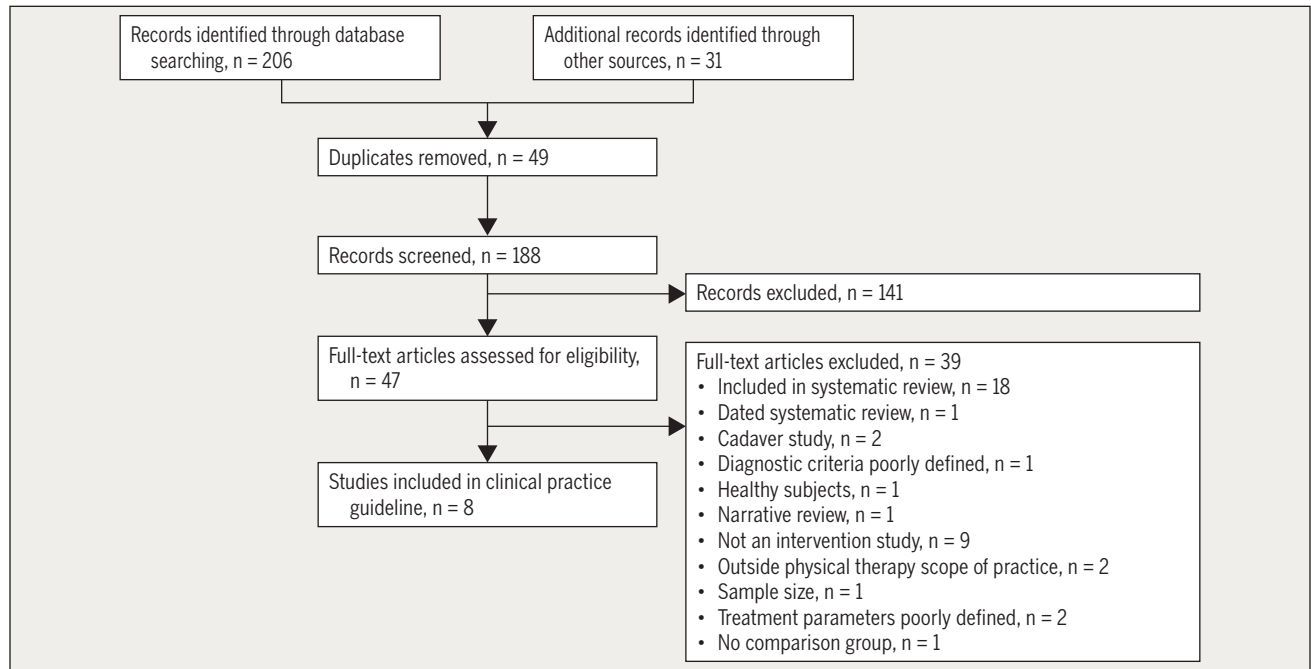 Records identified through database
searching, n = 206
Additional records identified through
other sources, n = 31
Duplicates removed, n = 49
Records screened, n = 188
Records excluded, n = 141
Full-text articles assessed for eligibility,
n = 47
Full-text articles excluded, n = 39
• Included in systematic review, n = 18
• Dated systematic review, n = 1
• Cadaver study, n = 2
• Diagnostic criteria poorly defined, n = 1
• Healthy subjects, n = 1
• Narrative review, n = 1
• Not an intervention study, n = 9
• Outside physical therapy scope of practice, n = 2
• Sample size, n = 1
• Treatment parameters poorly defined, n = 2
• No comparison group, n = 1
Studies included in clinical practice
guideline, n = 8